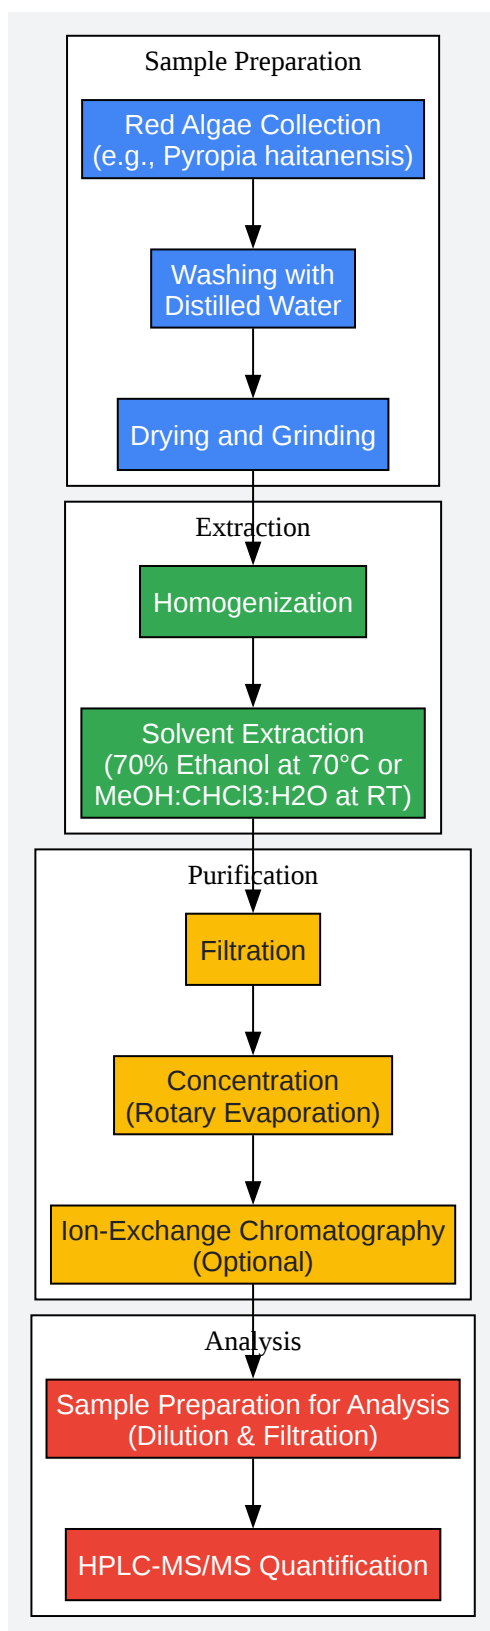 Sample Preparation
Red Algae Collection
(e.g., Pyropia haitanensis)
Washing with
Distilled Water
Drying and Grinding
Extraction
Homogenization
Solvent Extraction
(70% Ethanol at 70°C or
MeOH:CHCl3:H2O at RT)
Purification
Filtration
Concentration
(Rotary Evaporation)
Ion-Exchange Chromatography
(Optional)
Analysis
Sample Preparation for Analysis
(Dilution & Filtration)
HPLC-MS/MS Quantification